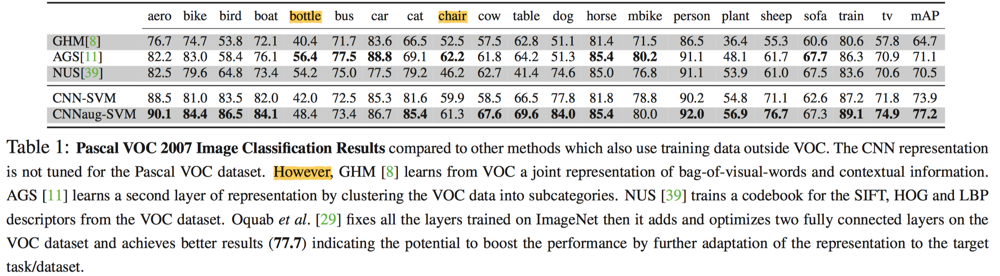 aero bike bird boat bottle bus car cat chair cow table dog horse mbike person plant sheep sofa train tv mAP
GHM[8] 76.7 74.7 53.8 72.1 40.4 71.7 83.6 66.5 52.5 57.5 62.8 51.1 81.4 71.5 86.5 36.4 55.3 60.6 80.6 57.8 64.7
AGS[11] 82.2 83.0 58.4 76.1 56.4 77.5 88.8 69.1 62.2 61.8 64.2 51.3 85.4 80.2 91.1 48.1 61.7 67.7 86.3 70.9 71.1
NUS[39] 82.5 79.6 64.8 73.4 54.2 75.0 77.5 79.2 46.2 62.7 41.4 74.6 85.0 76.8 91.1 53.9 61.0 67.5 83.6 70.6 70.5
CNN-SVM 88.5 81.0 83.5 82.0 42.0 72.5 85.3 81.6 59.9 58.5 66.5 77.8 81.8 78.8 90.2 54.8 71.1 62.6 87.2 71.8 73.9
CNNaug-SVM 90.1 84.4 86.5 84.1 48.4 73.4 86.7 85.4 61.3 67.6 69.6 84.0 85.4 80.0 92.0 56.9 76.7 67.3 89.1 74.9 77.2
Table 1: Pascal VOC 2007 Image Classification Results compared to other methods which also use training data outside VOC. The CNN representation
is not tuned for the Pascal VOC dataset. However, GHM [8] learns from VOC a joint representation of bag-of-visual-words and contextual information.
AGS [11] learns a second layer of representation by clustering the VOC data into subcategories. NUS [39] trains a codebook for the SIFT, HOG and LBP
descriptors from the VOC dataset. Oquab et al. [29] fixes all the layers trained on ImageNet then it adds and optimizes two fully connected layers on the
VOC dataset and achieves better results (77.7) indicating the potential to boost the performance by further adaptation of the representation to the target
task/dataset.